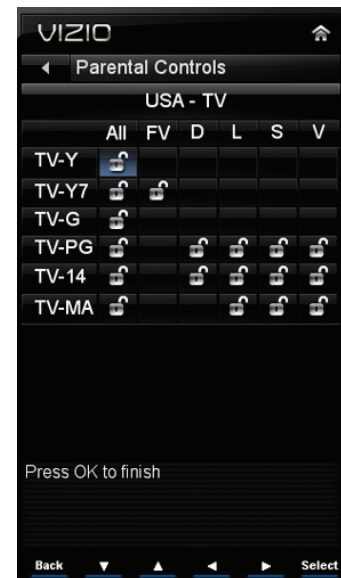 VIZIO
Parental Controls
USA - TV
All FV D L S V
TV-Y
TV-Y7
TV-G
TV-PG
TV-14
TV-MA
Press OK to finish
Back Select